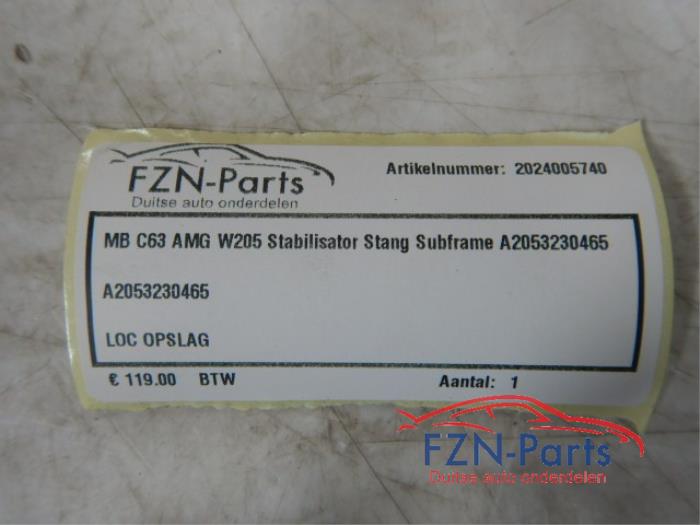 FZN-Parts
Duitse auto onderdelen
Artikelnummer: 2024005740
MB C63 AMG W205 Stabilisator Stang Subframe A2053230465
A2053230465
LOC OPSLAG
€ 119.00 BTW
Aantal: 1
FZN-Parts
Duitse auto onderdelen